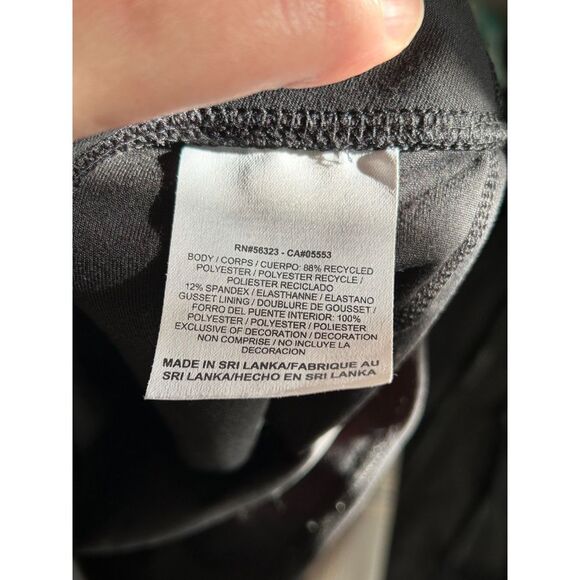 RN#56323 - CA#05553
BODY / CORPS / CUERPO: 88% RECYCLED
POLYESTER / POLYESTER RECYCLE /
POLIESTER RECICLADO
12% SPANDEX / ELASTHANNE / ELASTANO
GUSSET LINING / DOUBLURE DE GOUSSET /
FORRO DEL PUENTE INTERIOR: 100%
POLYESTER / POLYESTER / POLIESTER
EXCLUSIVE OF DECORATION / DECORATION
NON COMPRISE / NO INCLUYE LA
DECORACION
MADE IN SRI LANKA/FABRIQUE AU
SRI LANKA/HECHO EN SRI LANKA